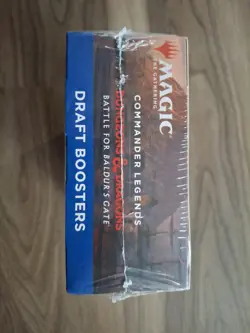 MAGIC
THE GATHERING
COMMANDER LEGENDS
DUNGEONS & DRAGONS
BATTLE FOR BALDUR'S GATE
DRAFT BOOSTERS